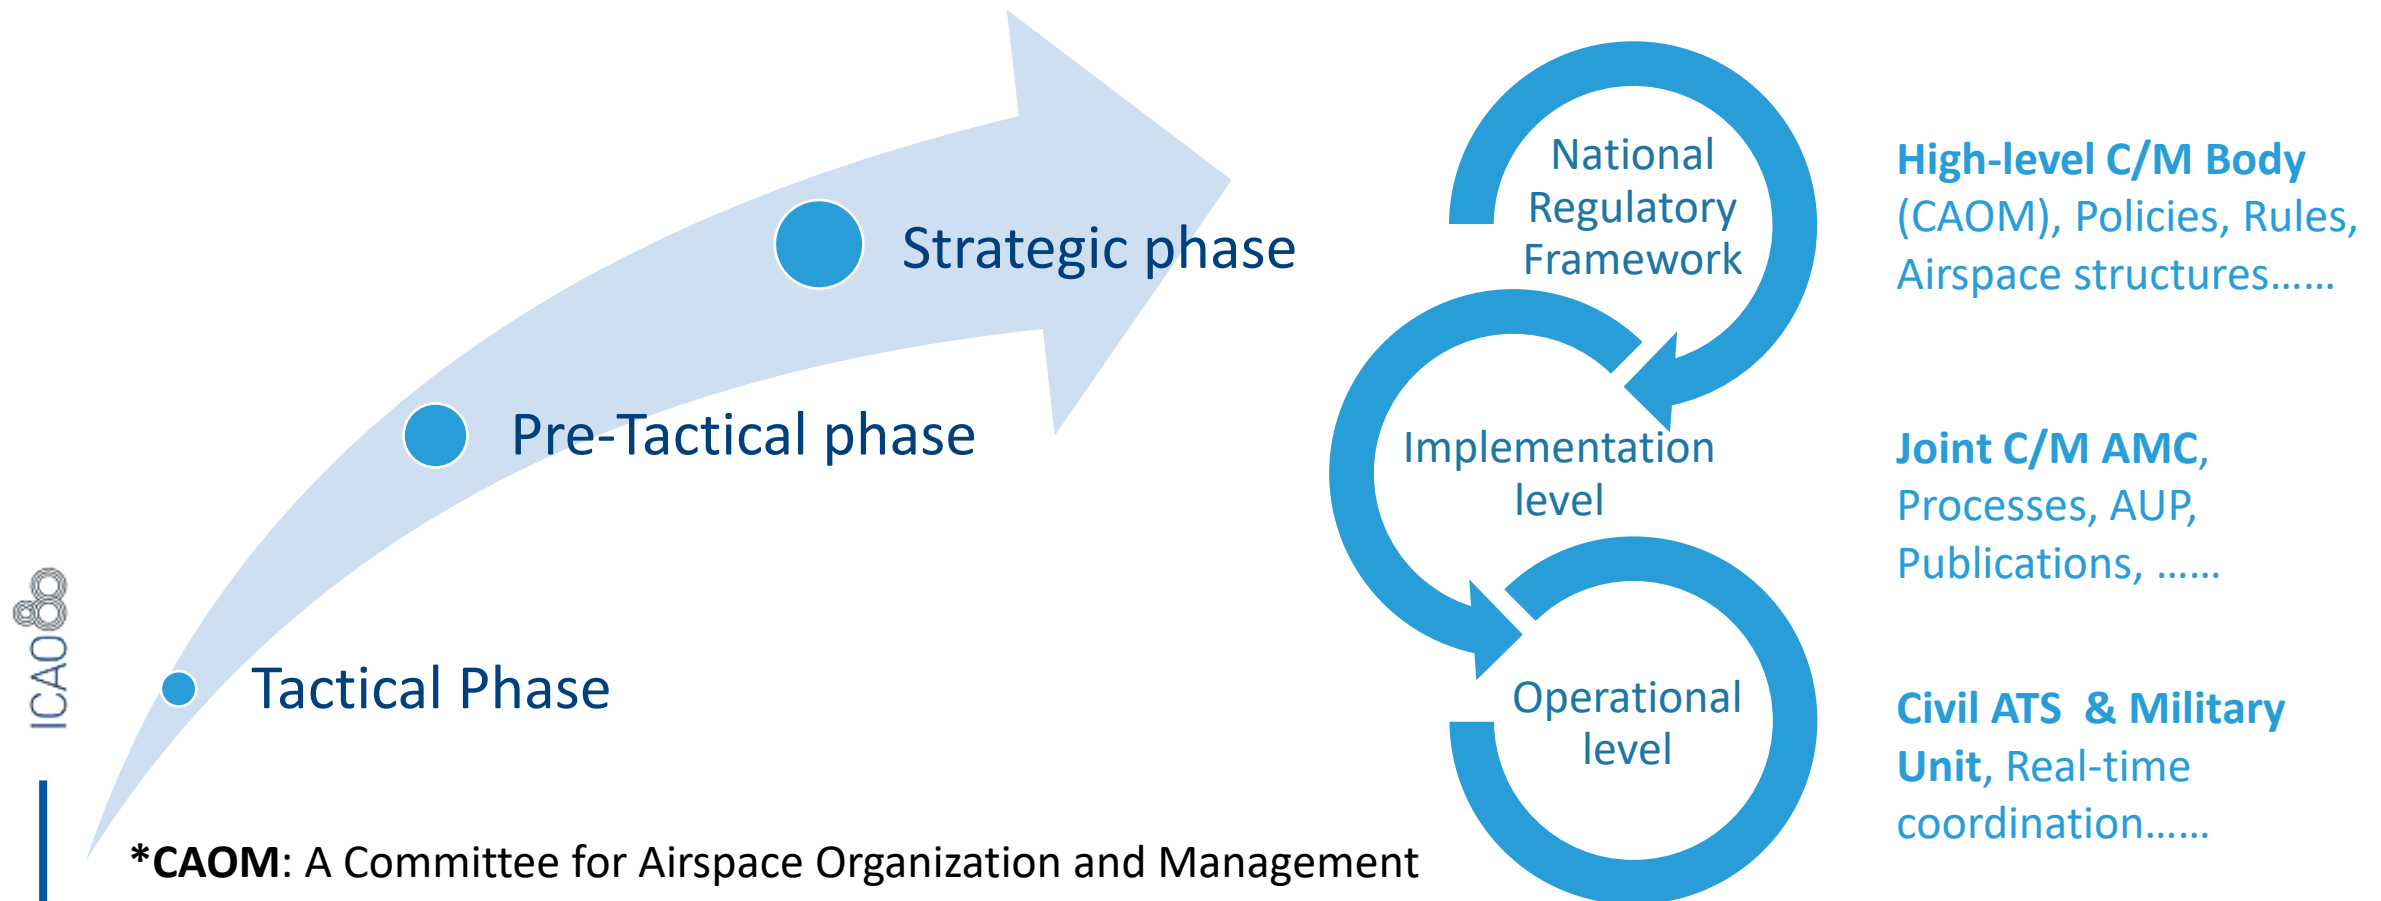 Strategic phase
Pre-Tactical phase
Tactical Phase
ICAO
*CAOM: A Committee for Airspace Organization and Management
National
Regulatory
Framework
Implementation
level
Operational
level
High-level C/M Body
(CAOM), Policies, Rules,
Airspace structures……
Joint C/M AMC,
Processes, AUP,
Publications, ……
Civil ATS & Military
Unit, Real-time
coordination……